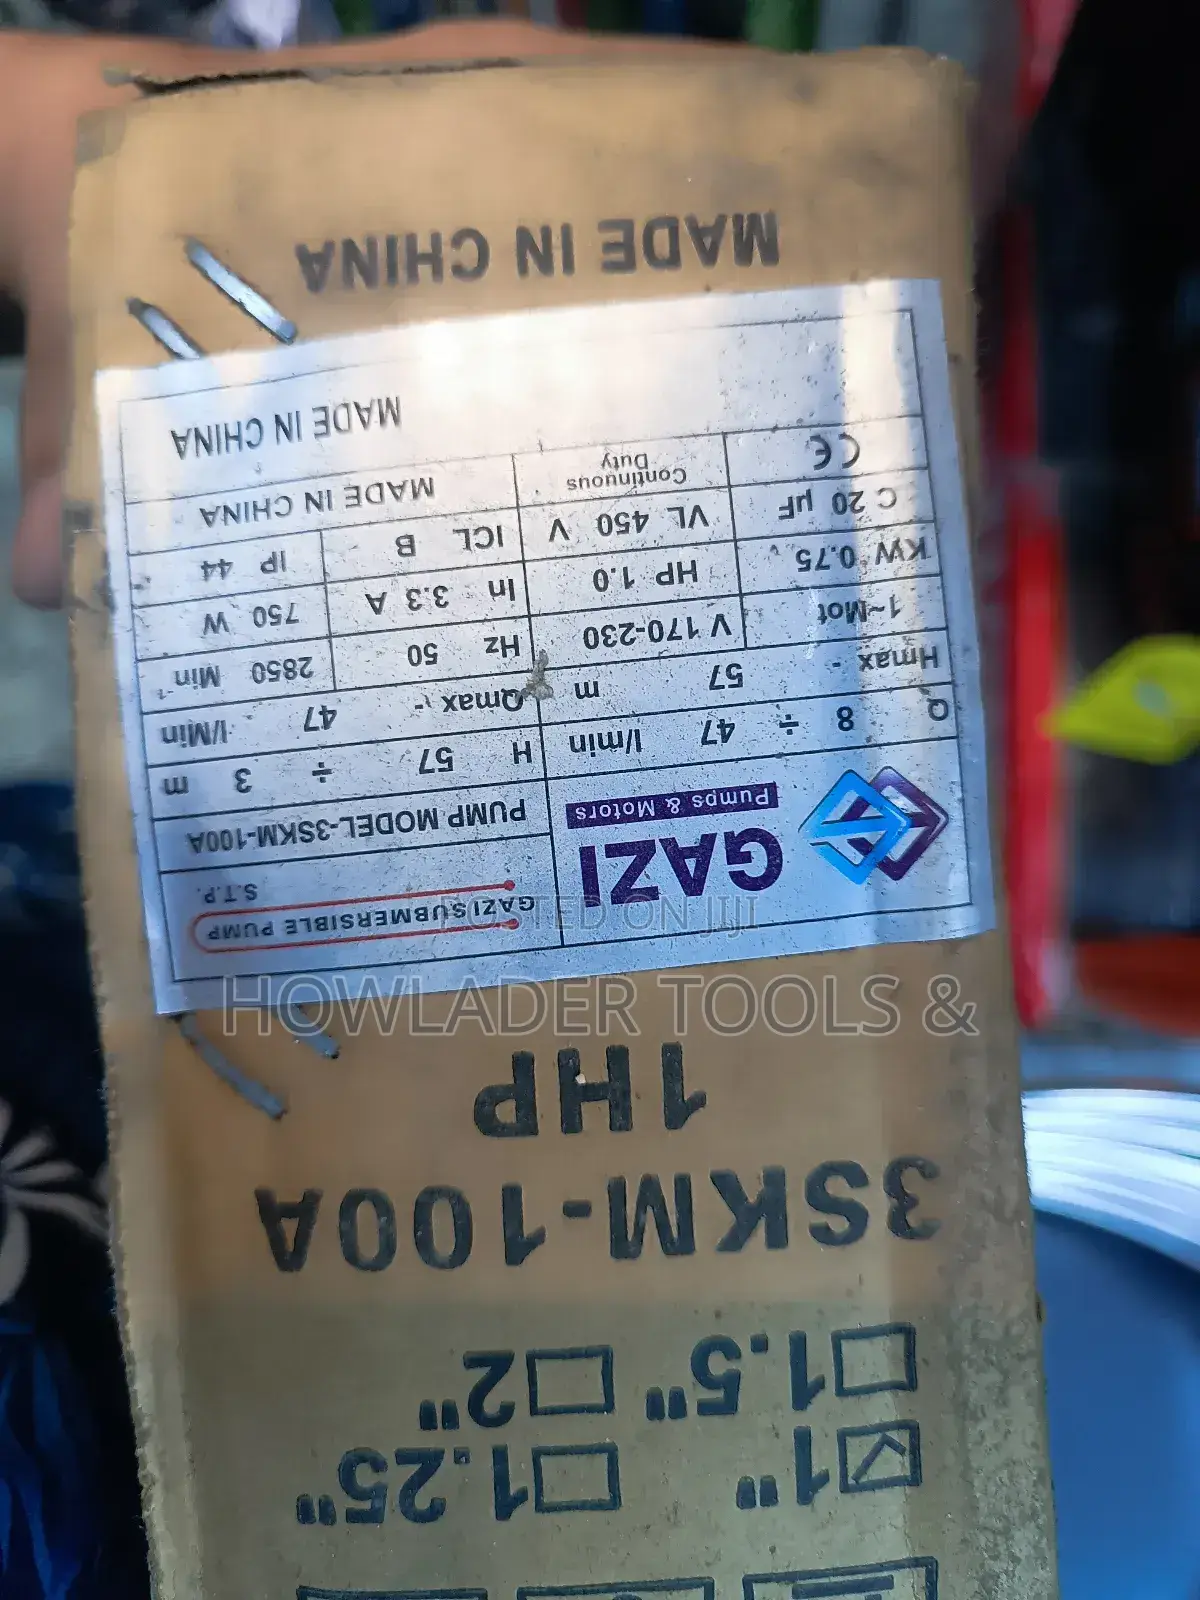 1" 1.25"
1.5" 2"
3SKM-100A
1HP
GAZI
Pumps & Motors
GAZI SUBMERSIBLE PUMP
S.T.P.
PUMP MODEL-3SKM-100A
Q 8 ÷ 47 l/min H 57 ÷ 3 m
Hmax - 57 m Qmax - 47 l/Min
1~Mot V 170-230 Hz 50 2850 Min⁻¹
KW 0.75 HP 1.0 In 3.3 A 750 W
C 20 µF VL 450 V ICL B IP 44
CE Continuous Duty MADE IN CHINA
MADE IN CHINA
MADE IN CHINA
POSTED ON JIJI
HOWLADER TOOLS &